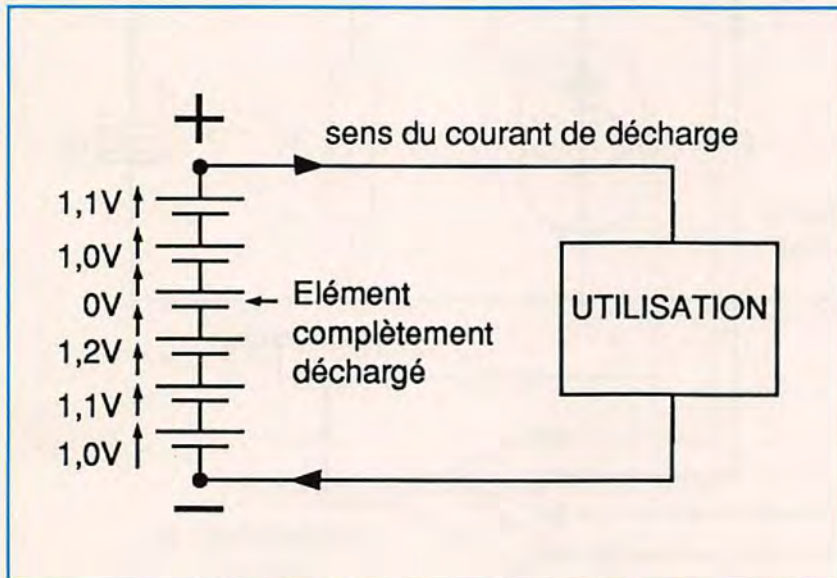 +
sens du courant de décharge
1,1V
1,0V
0V
1,2V
1,1V
1,0V
Elément
complètement
déchargé
UTILISATION
−